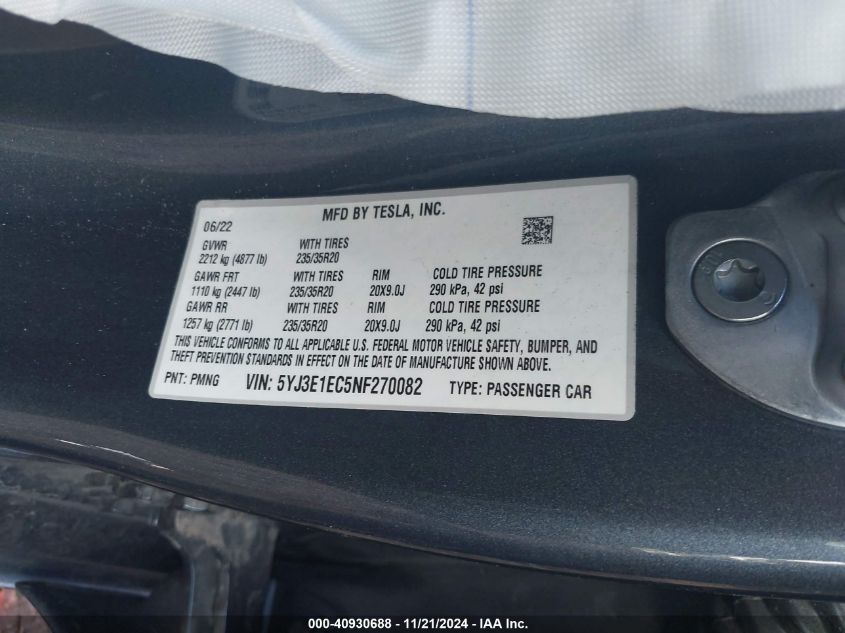 MFD BY TESLA, INC.
06/22
GVWR WITH TIRES
2212 kg (4877 lb) 235/35R20
GAWR FRT WITH TIRES RIM COLD TIRE PRESSURE
1110 kg (2447 lb) 235/35R20 20X9.0J 290 kPa, 42 psi
GAWR RR WITH TIRES RIM COLD TIRE PRESSURE
1257 kg (2771 lb) 235/35R20 20X9.0J 290 kPa, 42 psi
THIS VEHICLE CONFORMS TO ALL APPLICABLE U.S. FEDERAL MOTOR VEHICLE SAFETY, BUMPER, AND
THEFT PREVENTION STANDARDS IN EFFECT ON THE DATE OF MANUFACTURE SHOWN ABOVE.
PNT: PMNG VIN: 5YJ3E1EC5NF270082 TYPE: PASSENGER CAR
000-40930688 - 11/21/2024 - IAA Inc.